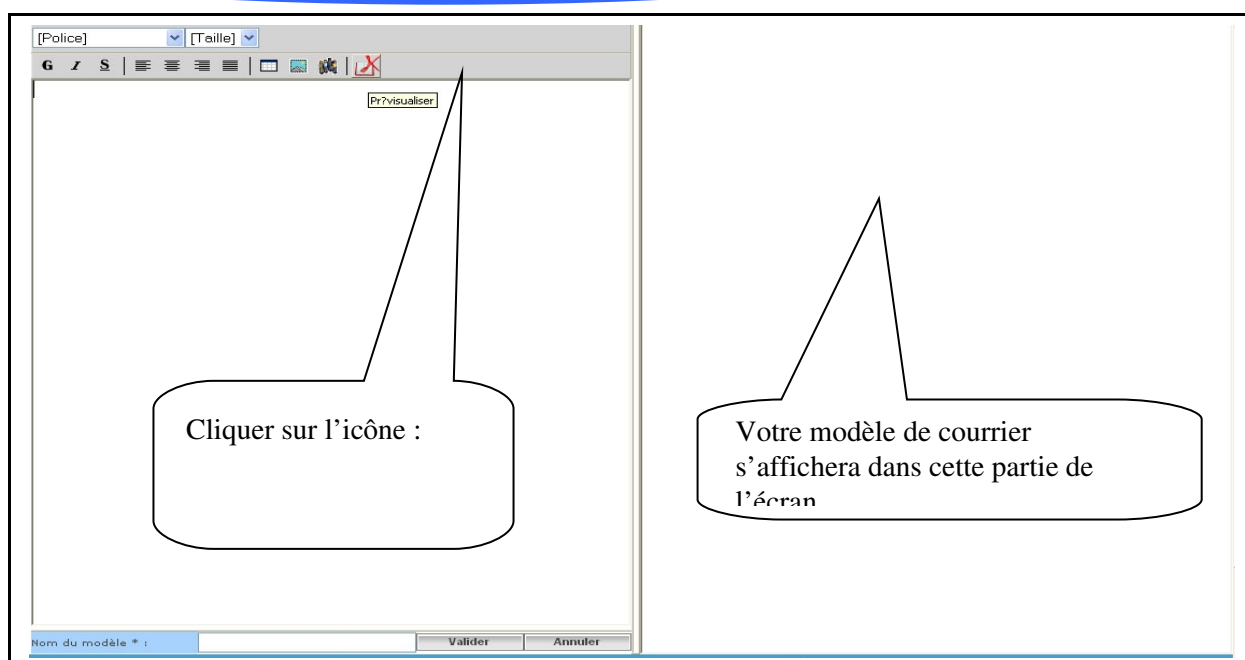 [Police] [Taille]
G I S
Pr?visualiser
Cliquer sur l’icône :
Votre modèle de courrier
s’affichera dans cette partie de
l’écran
Nom du modèle * : Valider Annuler